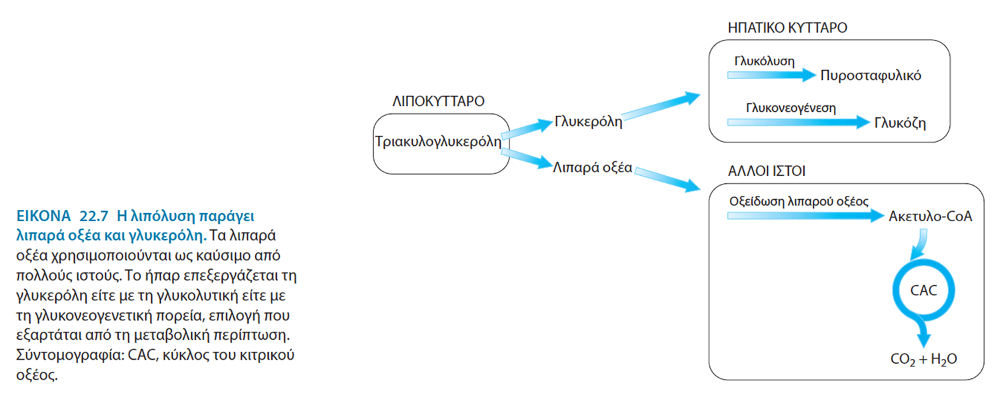 ΕΙΚΟΝΑ 22.7 Η λιπόλυση παράγει
λιπαρά οξέα και γλυκερόλη. Τα λιπαρά
οξέα χρησιμοποιούνται ως καύσιμο από
πολλούς ιστούς. Το ήπαρ επεξεργάζεται τη
γλυκερόλη είτε με τη γλυκολυτική είτε με
τη γλυκονεογενετική πορεία, επιλογή που
εξαρτάται από τη μεταβολική περίπτωση.
Σύντομογραφία: CAC, κύκλος του κιτρικού
οξέος.
ΛΙΠΟΚΥΤΤΑΡΟ
Τριακυλογλυκερόλη
Γλυκερόλη
Λιπαρά οξέα
ΗΠΑΤΙΚΟ ΚΥΤΤΑΡΟ
Γλυκόλυση
Πυροσταφυλικό
Γλυκονεογένεση
Γλυκόζη
ΑΛΛΟΙ ΙΣΤΟΙ
Οξείδωση λιπαρού οξέος
Ακετυλο-CoA
CAC
CO₂ + H₂O